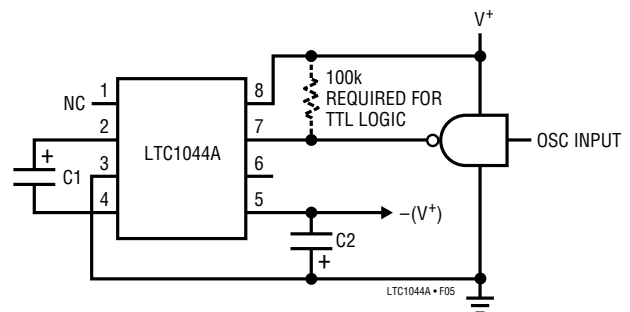 V+
100k
REQUIRED FOR
TTL LOGIC
NC
1
8
2
7
OSC INPUT
LTC1044A
+
C1
3
6
4
5
–(V+)
C2
+
LTC1044A • F05